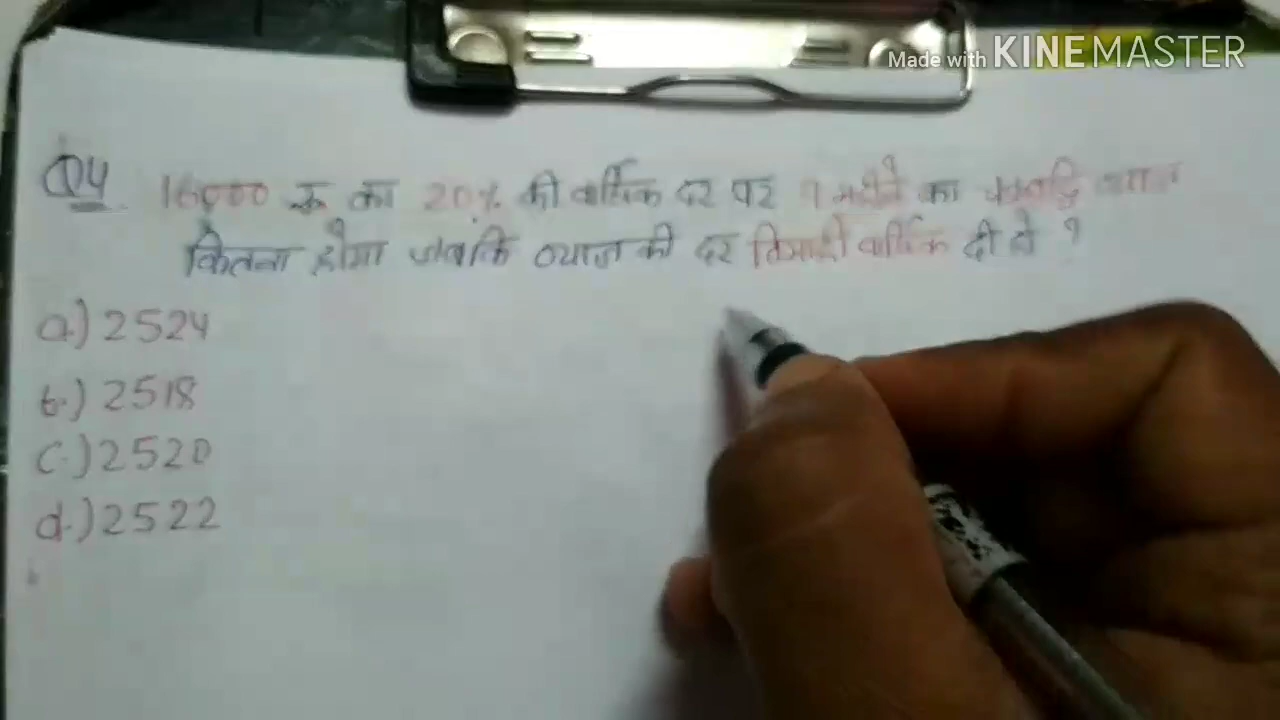 Made with KINEMASTER
Q4 16000 रू का 20% की वार्षिक दर पर 9 महीने का चक्रवृद्धि ब्याज
कितना होगा जबकि ब्याज की दर तिमाही वार्षिक दी हो ?
a.) 2524
b.) 2518
c.) 2520
d.) 2522